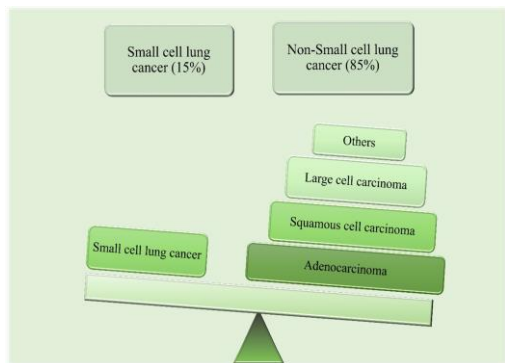 Small cell lung
cancer (15%)
Non-Small cell lung
cancer (85%)
Others
Large cell carcinoma
Squamous cell carcinoma
Small cell lung cancer
Adenocarcinoma